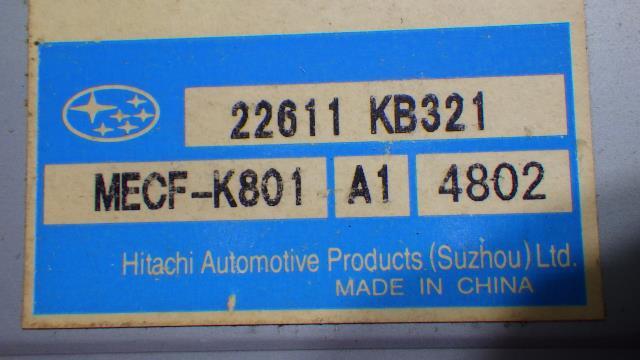 22611 KB321
MECF-K801 A1 4802
Hitachi Automotive Products (Suzhou) Ltd.
MADE IN CHINA